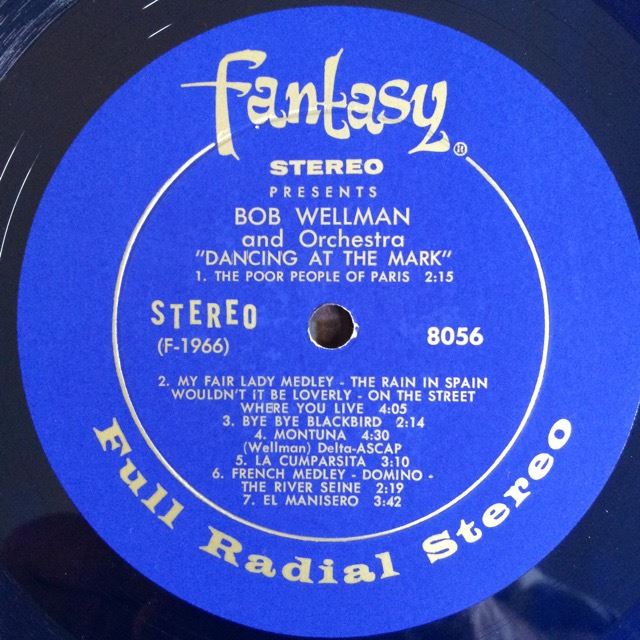 fantasy®
STEREO
PRESENTS
BOB WELLMAN
and Orchestra
"DANCING AT THE MARK"
1. THE POOR PEOPLE OF PARIS 2:15
STEREO
(F-1966)
8056
2. MY FAIR LADY MEDLEY - THE RAIN IN SPAIN
WOULDN'T IT BE LOVERLY - ON THE STREET
WHERE YOU LIVE 4:05
3. BYE BYE BLACKBIRD 2:14
4. MONTUNA 4:30
(Wellman) Delta-ASCAP
5. LA CUMPARSITA 3:10
6. FRENCH MEDLEY - DOMINO -
THE RIVER SEINE 2:19
7. EL MANISERO 3:42
Full Radial Stereo